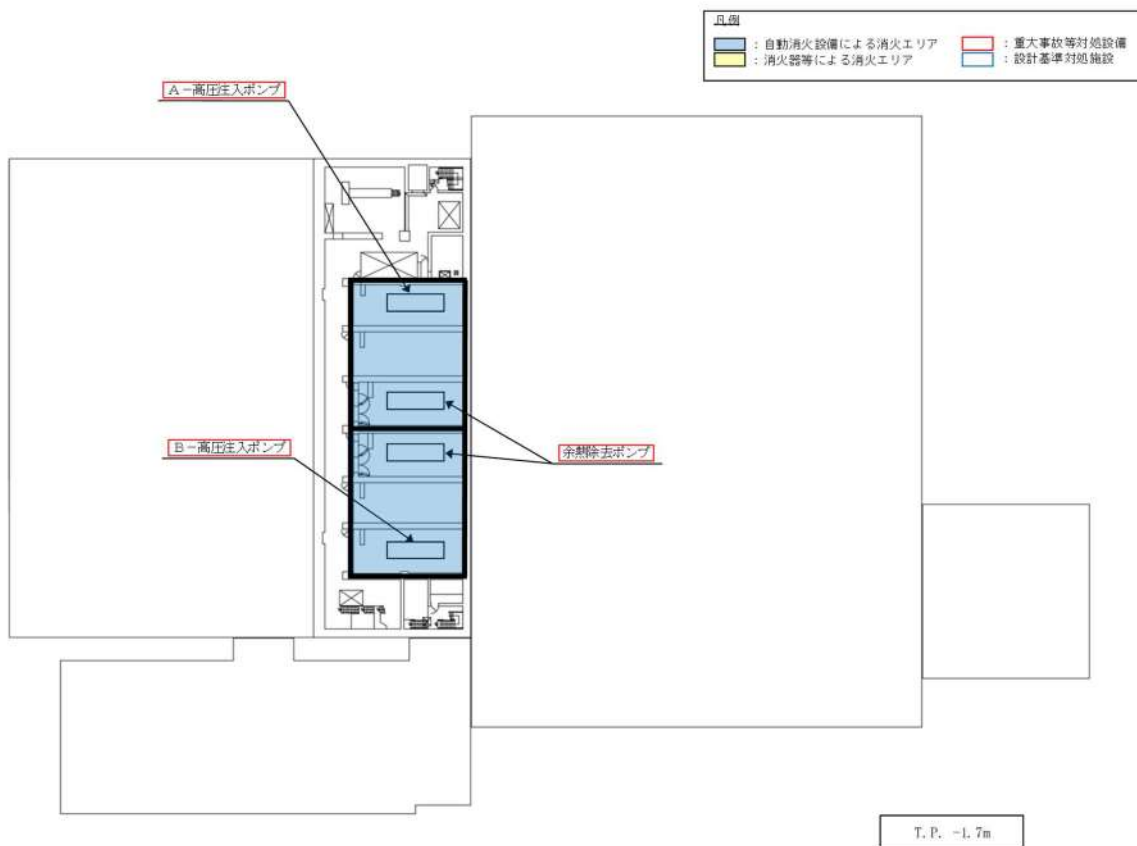 凡例
：自動消火設備による消火エリア
：重大事故等対処設備
：消火器等による消火エリア
：設計基準対処施設
A－高圧注入ポンプ
B－高圧注入ポンプ
余熱除去ポンプ
T.P. -1.7m